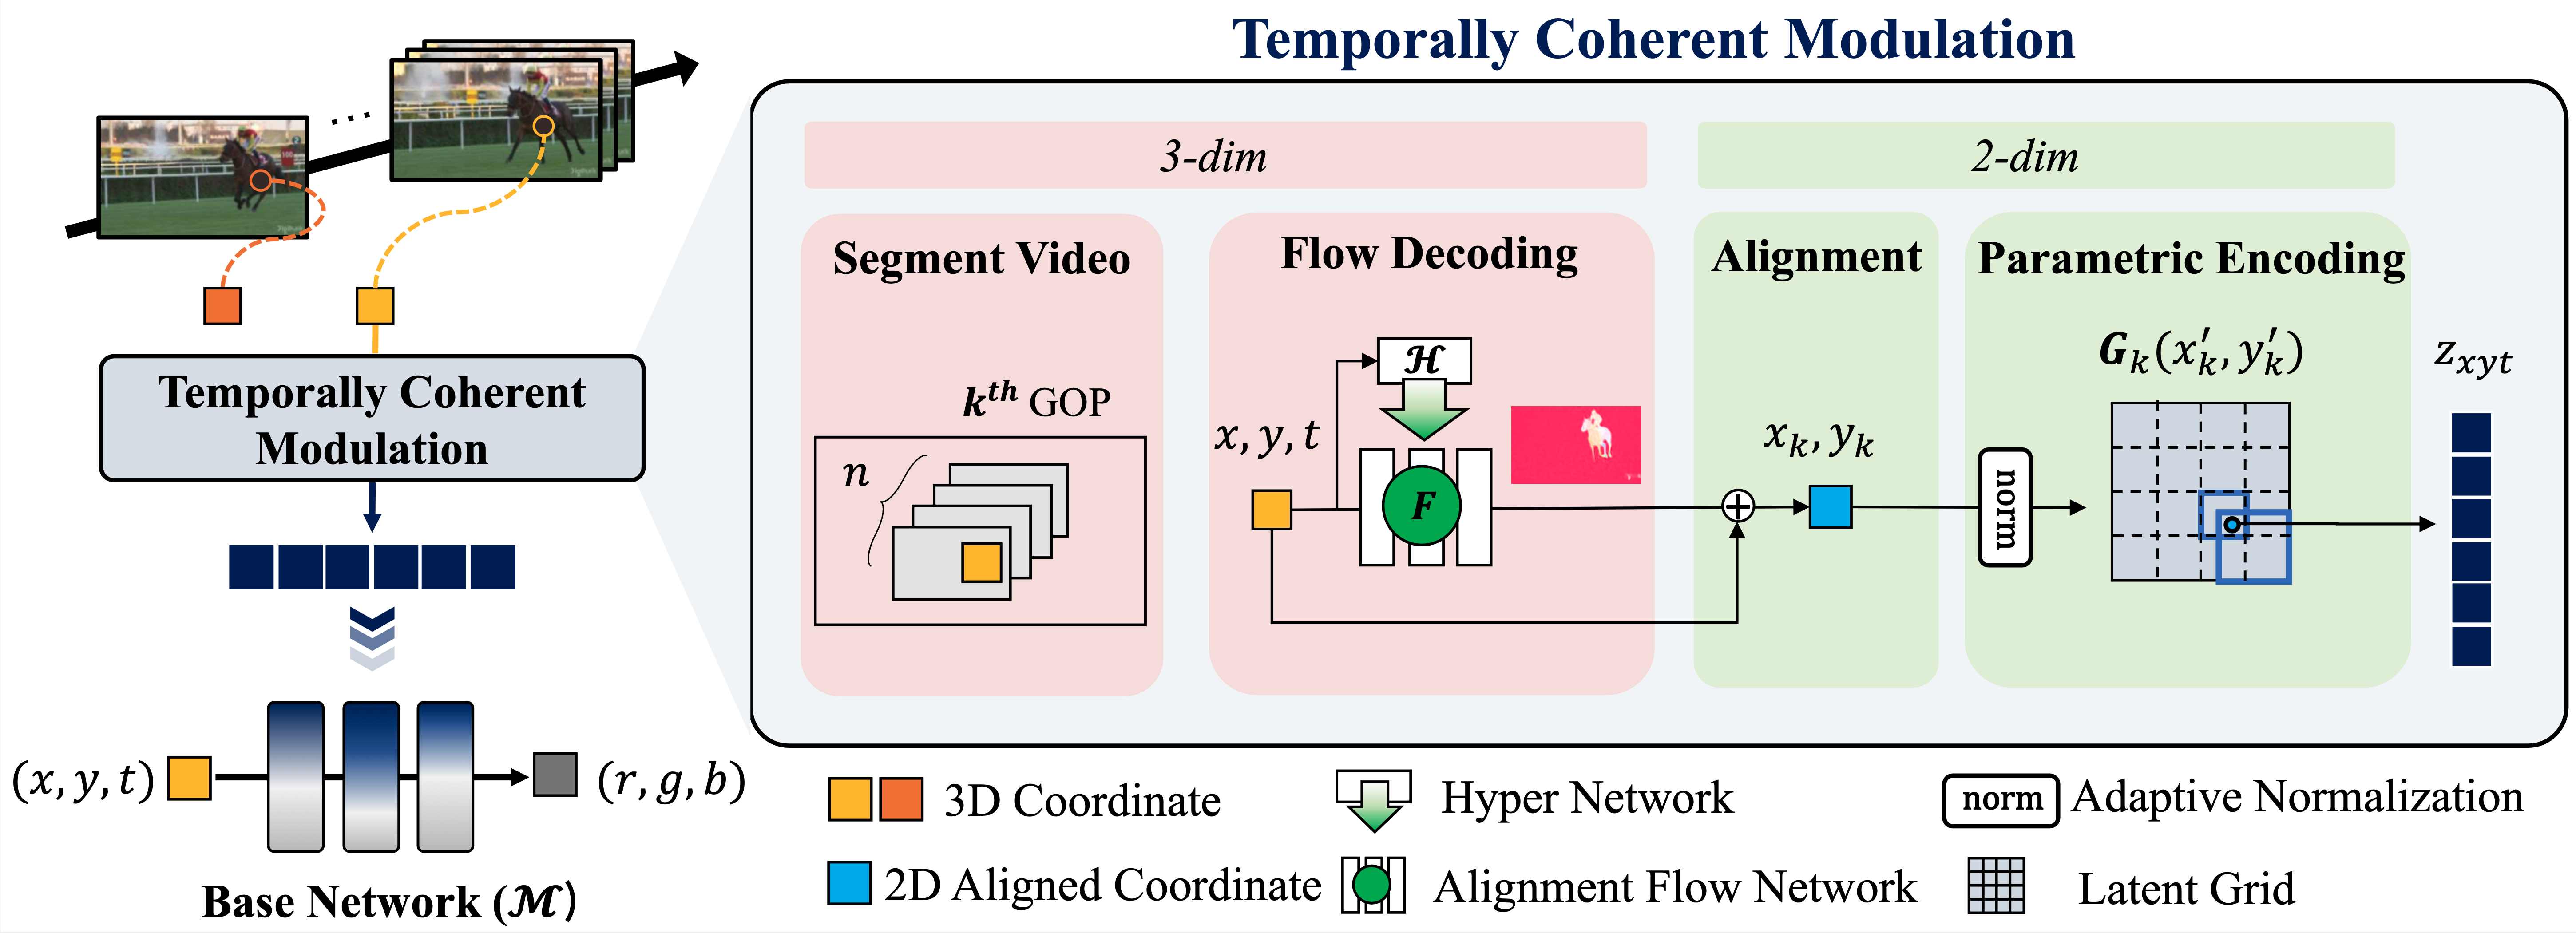 Temporally Coherent Modulation
3-dim
2-dim
Segment Video
Flow Decoding
Alignment
Parametric Encoding
k^{th} GOP
n
x, y, t
ℋ
F
x_k, y_k
norm
G_k(x'_k, y'_k)
z_{xyt}
Temporally Coherent
Modulation
(x, y, t)
(r, g, b)
Base Network (ℳ)
3D Coordinate
Hyper Network
norm
Adaptive Normalization
2D Aligned Coordinate
Alignment Flow Network
Latent Grid